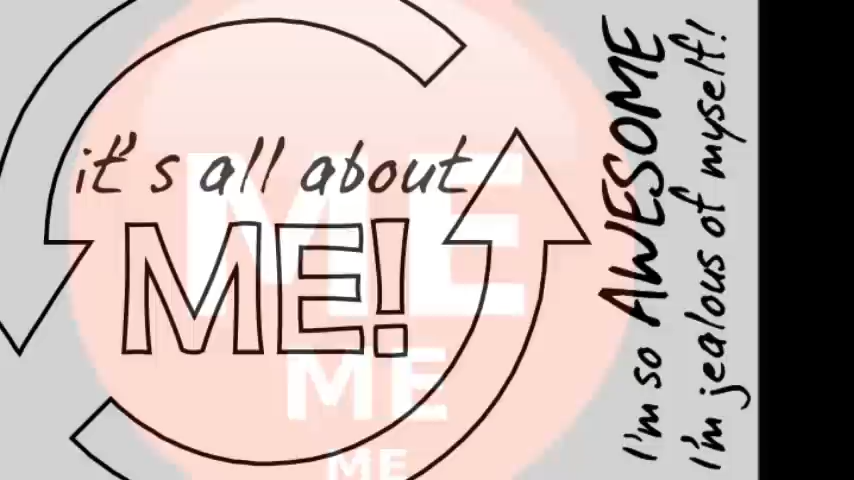 it's all about
ME!
ME
ME
ME
I'm so AWESOME
I'm jealous of myself!